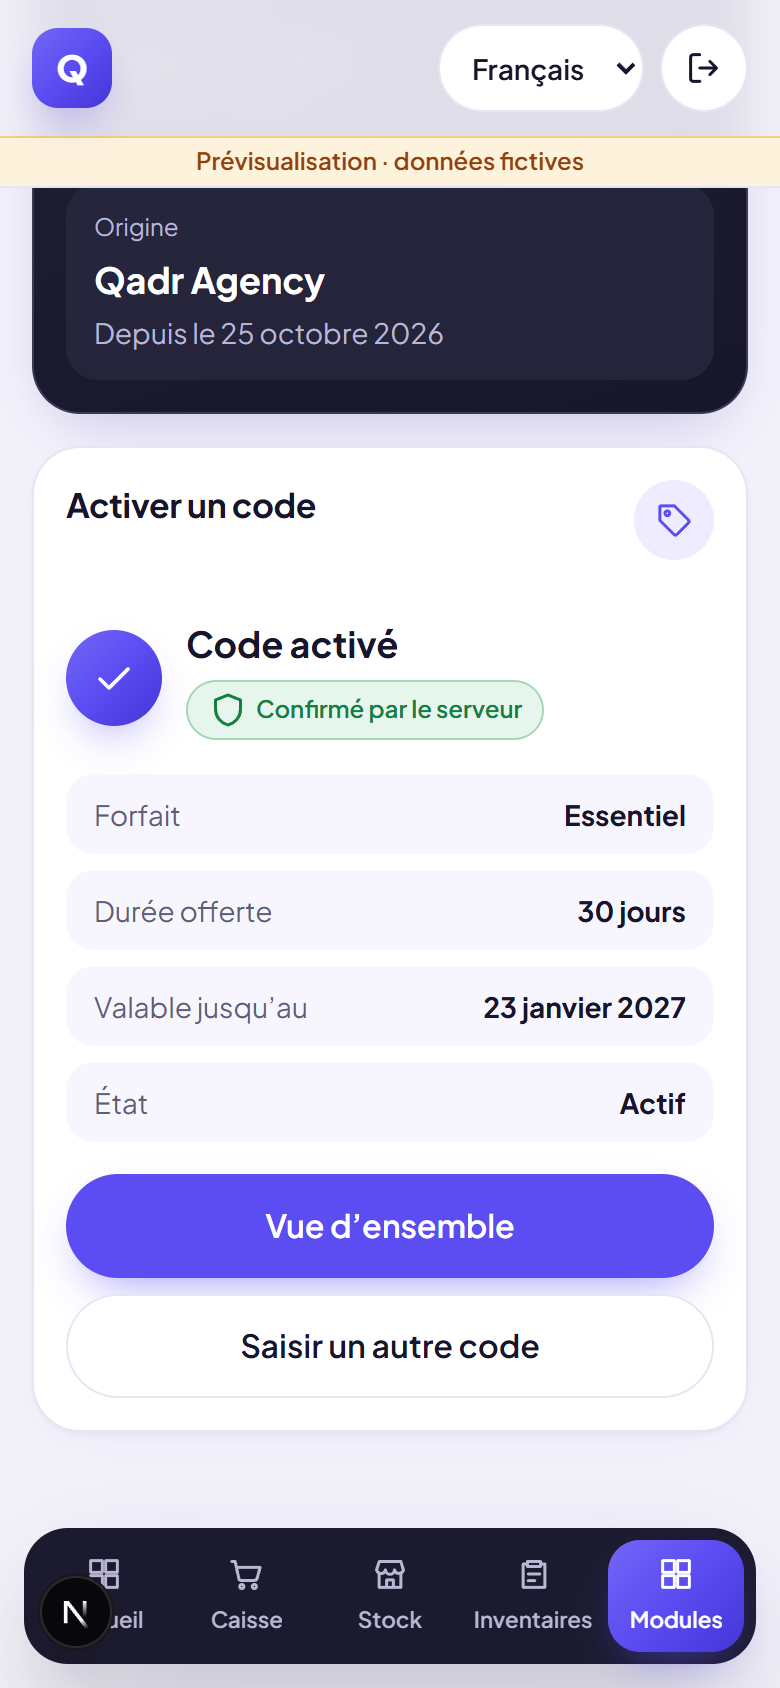 Q
Français
Prévisualisation · données fictives
Origine
Qadr Agency
Depuis le 25 octobre 2026
Activer un code
Code activé
Confirmé par le serveur
Forfait Essentiel
Durée offerte 30 jours
Valable jusqu’au 23 janvier 2027
État Actif
Vue d’ensemble
Saisir un autre code
N
Caisse Stock Inventaires Modules